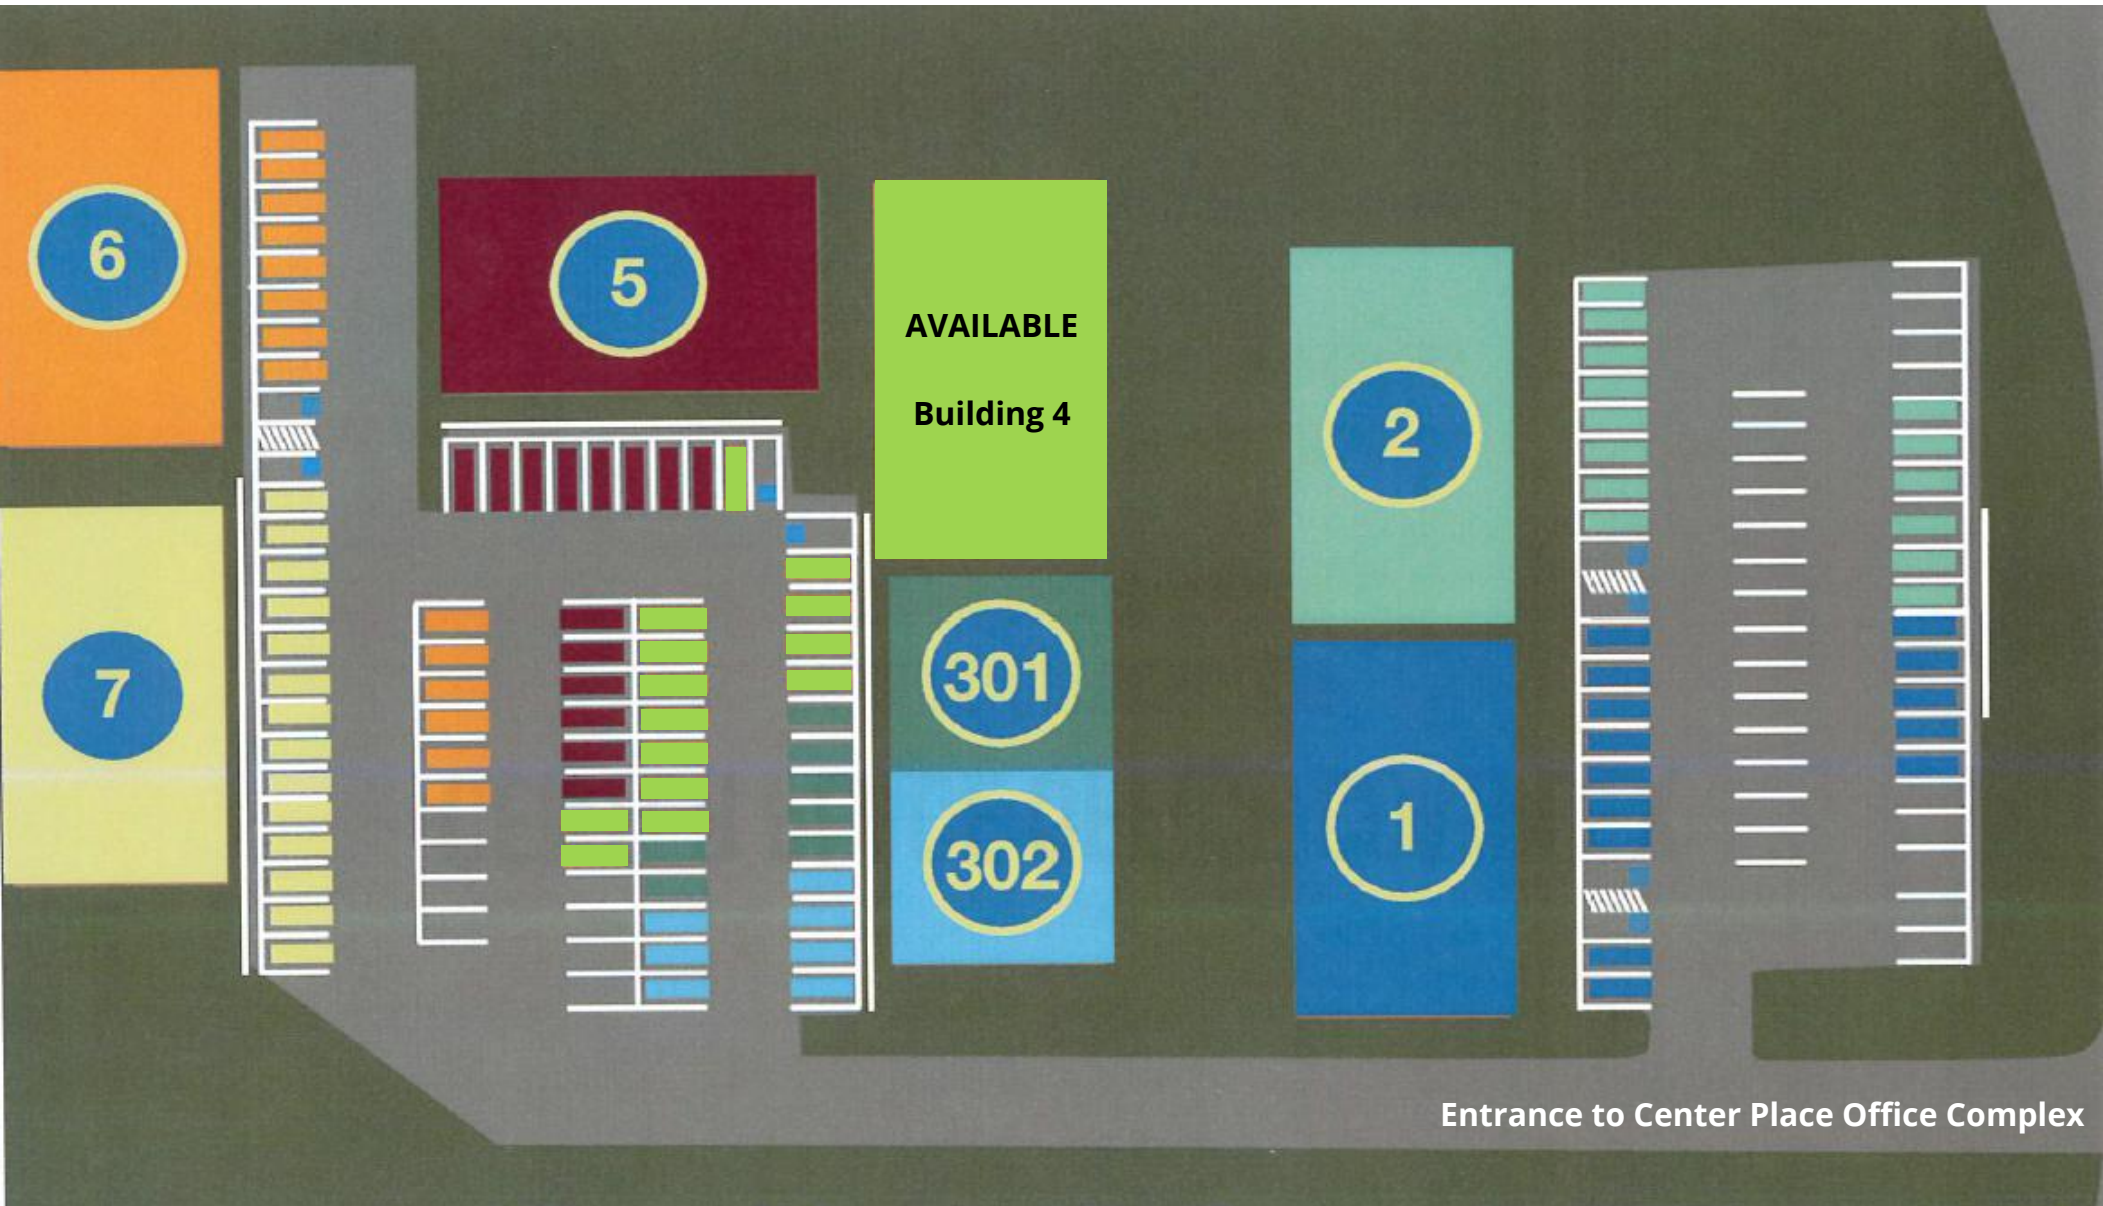 6
5
AVAILABLE
Building 4
2
7
301
302
1
Entrance to Center Place Office Complex